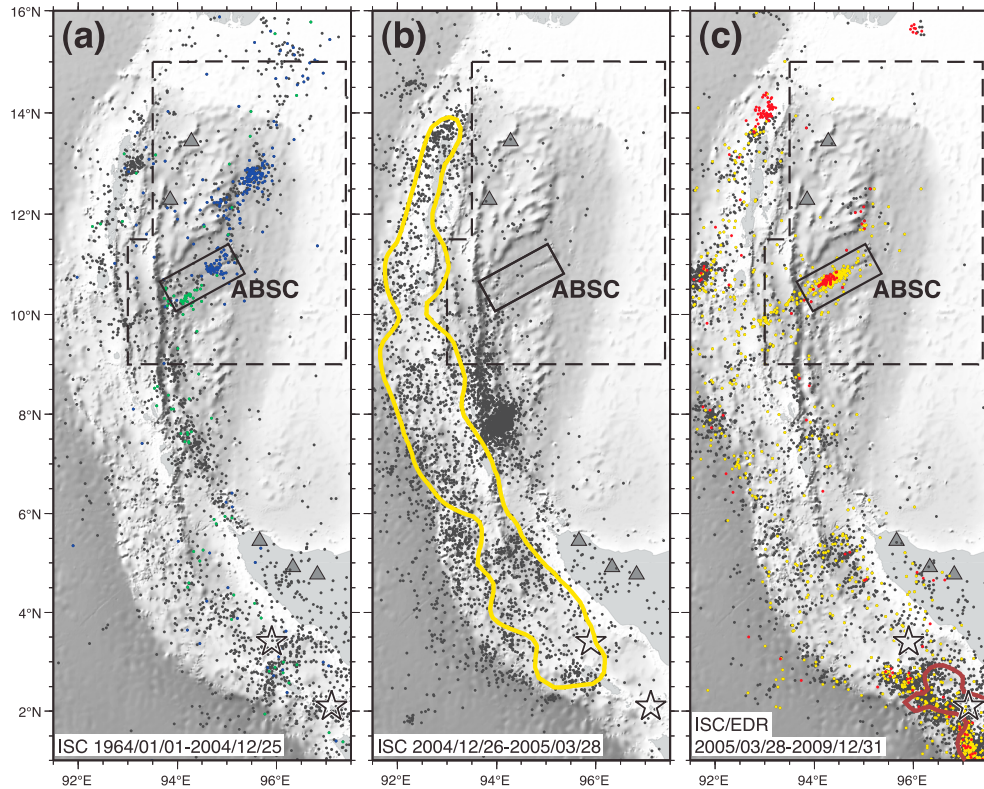 (a)
(b)
(c)
16°N
14°N
12°N
10°N
8°N
6°N
4°N
2°N
ABSC
ABSC
ABSC
ISC 1964/01/01-2004/12/25
ISC 2004/12/26-2005/03/28
ISC/EDR
2005/03/28-2009/12/31
92°E 94°E 96°E 92°E 94°E 96°E 92°E 94°E 96°E